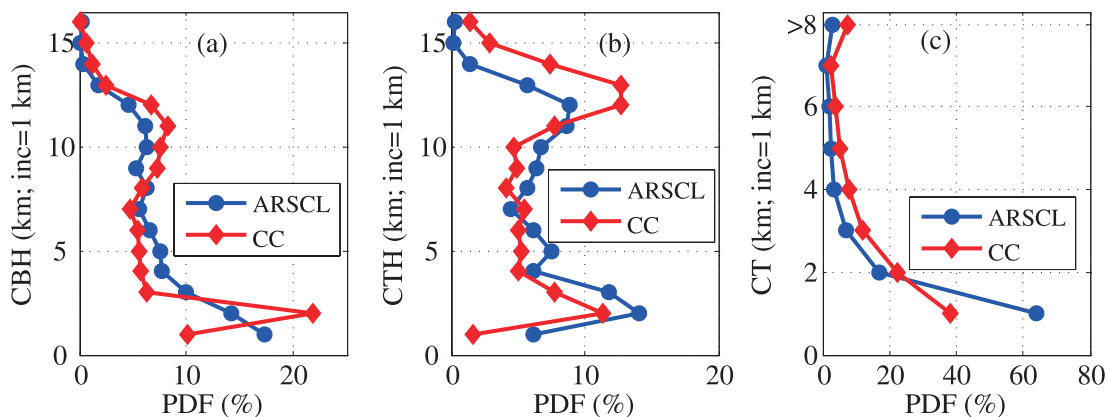 (a)
CBH (km; inc=1 km)
15
10
5
0
0
10
20
PDF (%)
ARSCL
CC
(b)
CTH (km; inc=1 km)
15
10
5
0
0
10
20
PDF (%)
ARSCL
CC
(c)
CT (km; inc=1 km)
>8
6
4
2
0
0
20
40
60
80
PDF (%)
ARSCL
CC